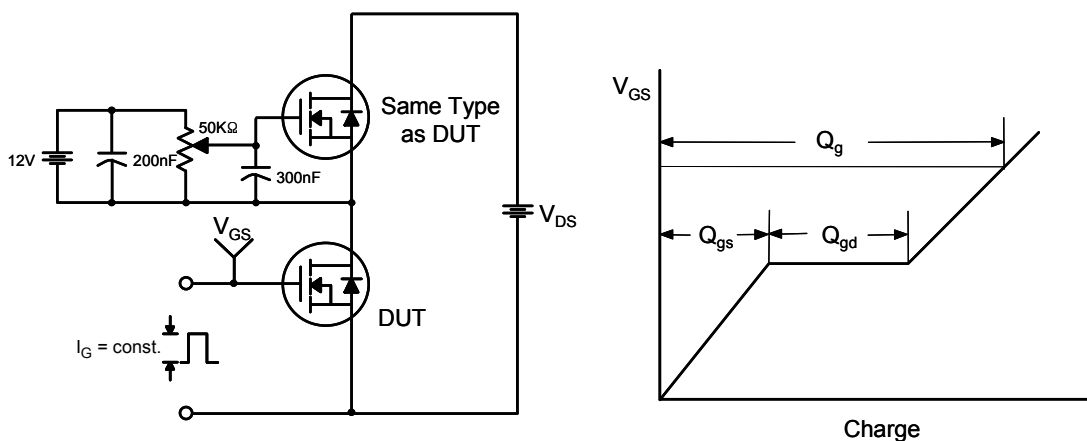 12V
200nF
50KΩ
300nF
Same Type
as DUT
V_DS
V_GS
DUT
I_G = const.
V_GS
Q_g
Q_gs
Q_gd
Charge